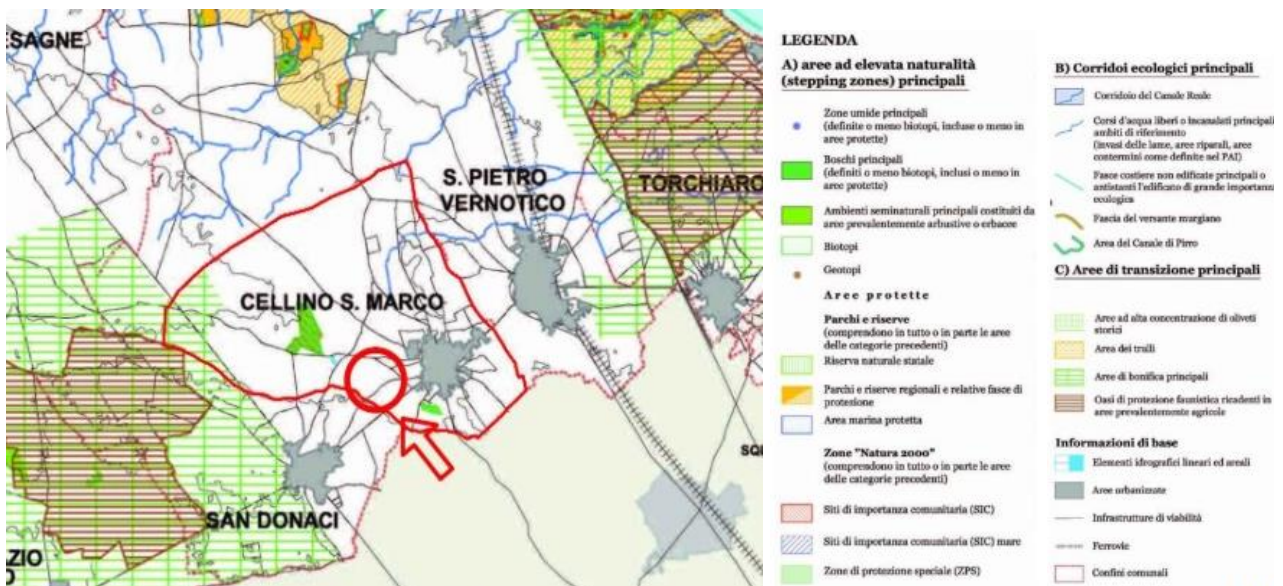 ESAGNE
S. PIETRO
VERNOTICO
TORCHIARO
CELLINO S. MARCO
SAN DONACI
SQ
ZIO
LEGENDA
A) aree ad elevata naturalità
(stepping zones) principali
Zone umide principali
(definite o meno biotopi, incluse o meno in
aree protette)
Boschi principali
(definiti o meno biotopi, inclusi o meno in
aree protette)
Ambienti seminaturali principali costituiti da
aree prevalentemente arbustive o erbacee
Biotopi
Geotopi
Aree protette
Parchi e riserve
(comprendono in tutto o in parte le aree
delle categorie precedenti)
Riserva naturale statale
Parchi e riserve regionali e relative fasce di
protezione
Area marina protetta
Zone "Natura 2000"
(comprendono in tutto o in parte le aree
delle categorie precedenti)
Siti di importanza comunitaria (SIC)
Siti di importanza comunitaria (SIC) mare
Zone di protezione speciale (ZPS)
B) Corridoi ecologici principali
Corridoio del Canale Reale
Corsi d'acqua liberi o incanalati principali
ambiti di riferimento
(invasi delle lame, aree riparali, aree
contermini come definite nel PAI)
Fasce costiere non edificate principali o
antistanti l'edificato di grande importanza
ecologica
Fascia del versante murgiano
Area del Canale di Pirro
C) Aree di transizione principali
Aree ad alta concentrazione di oliveti
storici
Area dei trulli
Aree di bonifica principali
Oasi di protezione faunistica ricadenti in
aree prevalentemente agricole
Informazioni di base
Elementi idrografici lineari ed areali
Aree urbanizzate
Infrastrutture di viabilità
Ferrovie
Confini comunali